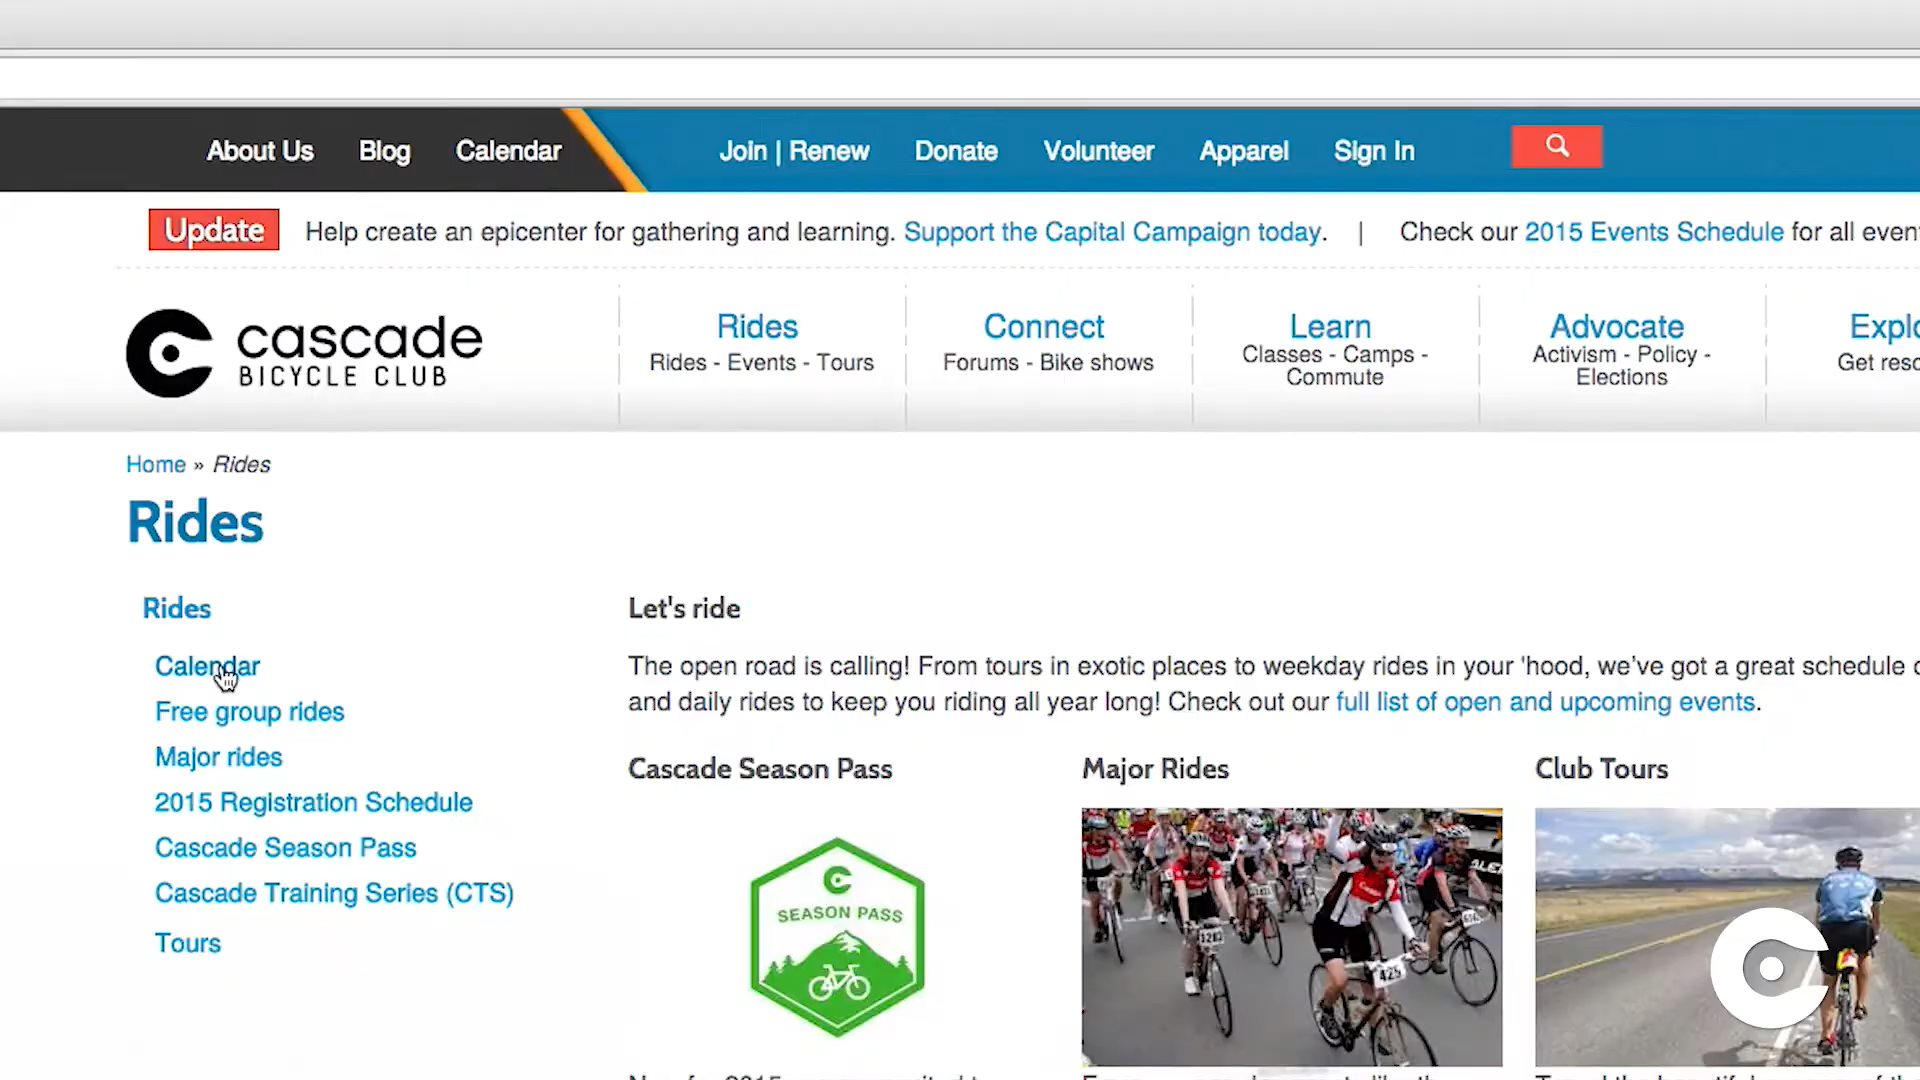 About Us Blog Calendar Join | Renew Donate Volunteer Apparel Sign In
Update Help create an epicenter for gathering and learning. Support the Capital Campaign today. | Check our 2015 Events Schedule for all
cascade
BICYCLE CLUB
Rides
Rides - Events - Tours
Connect
Forums - Bike shows
Learn
Classes - Camps -
Commute
Advocate
Activism - Policy -
Elections
Get
Home » Rides
Rides
Rides
Calendar
Free group rides
Major rides
2015 Registration Schedule
Cascade Season Pass
Cascade Training Series (CTS)
Tours
Let's ride
The open road is calling! From tours in exotic places to weekday rides in your 'hood, we've got a great schedule
and daily rides to keep you riding all year long! Check out our full list of open and upcoming events.
Cascade Season Pass
SEASON PASS
Major Rides
1282
425
Club Tours